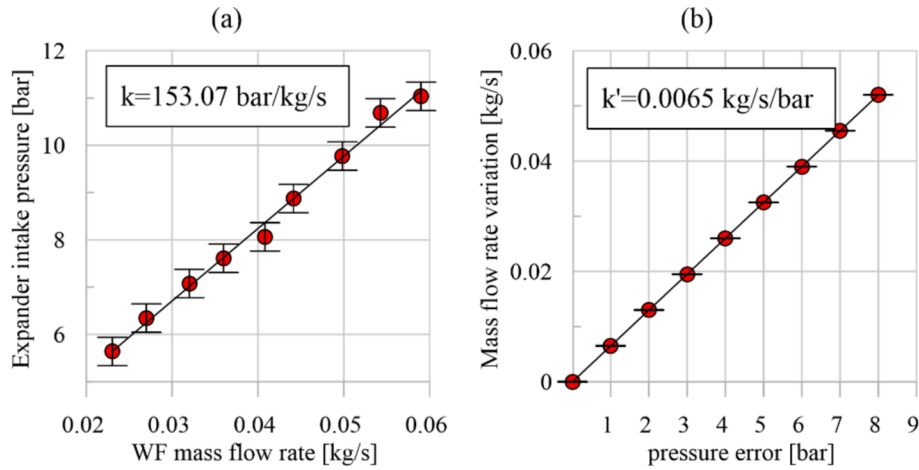 (a)
12
10
8
6
Expander intake pressure [bar]
k=153.07 bar/kg/s
0.02 0.03 0.04 0.05 0.06
WF mass flow rate [kg/s]
(b)
0.06
0.04
0.02
0
Mass flow rate variation [kg/s]
k'=0.0065 kg/s/bar
1 2 3 4 5 6 7 8 9
pressure error [bar]